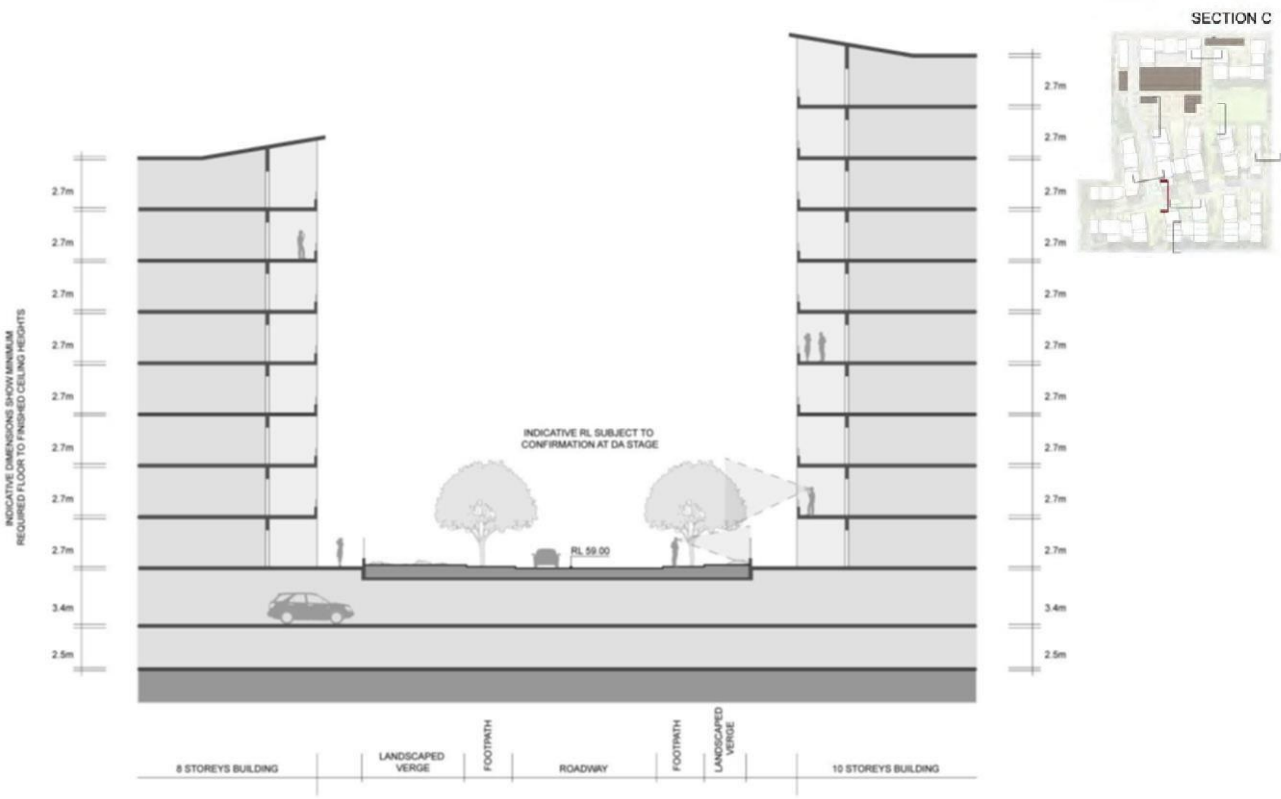 SECTION C
INDICATIVE DIMENSIONS SHOW MINIMUM
REQUIRED FLOOR TO FINISHED CEILING HEIGHTS
2.7m
2.7m
2.7m
2.7m
2.7m
2.7m
2.7m
2.7m
3.4m
2.5m
INDICATIVE RL SUBJECT TO
CONFIRMATION AT DA STAGE
RL 59.00
2.7m
2.7m
2.7m
2.7m
2.7m
2.7m
2.7m
2.7m
2.7m
2.7m
3.4m
2.5m
8 STOREYS BUILDING
LANDSCAPED
VERGE
FOOTPATH
ROADWAY
FOOTPATH
LANDSCAPED
VERGE
10 STOREYS BUILDING